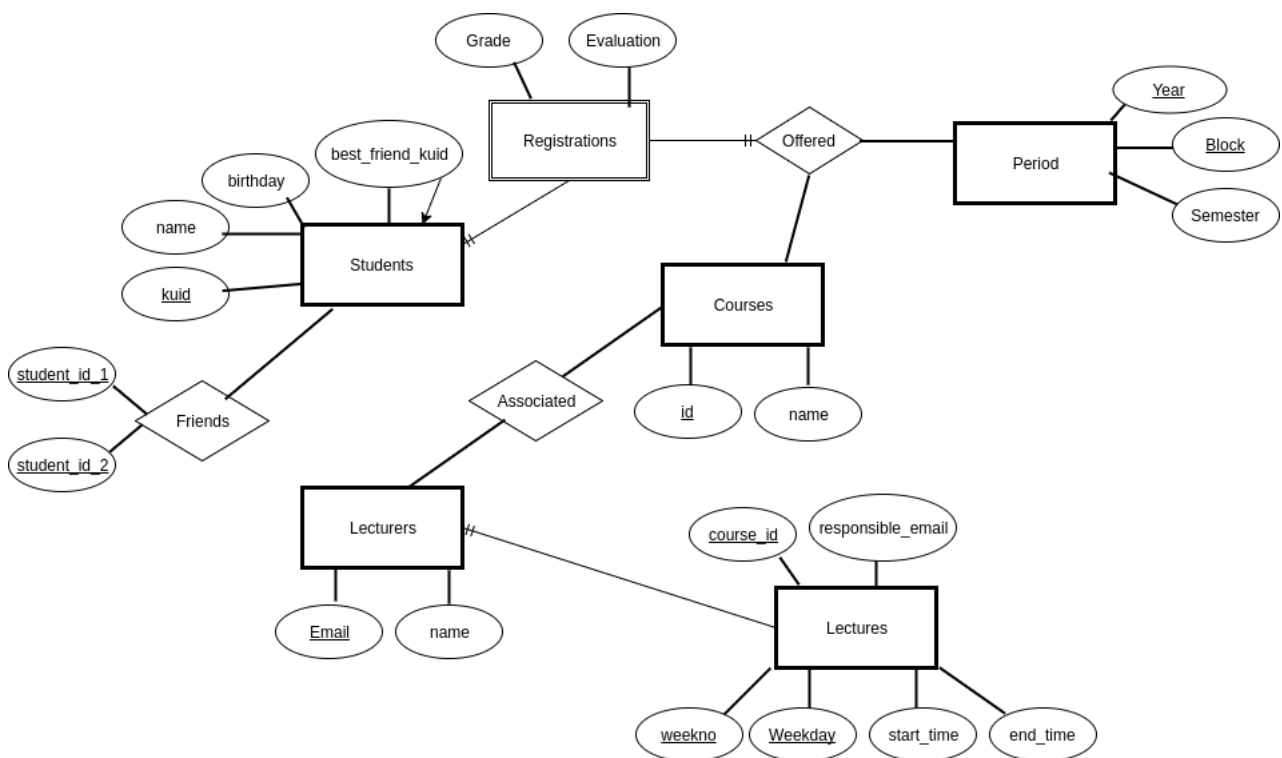 Grade
Evaluation
Year
Registrations
Offered
Block
best_friend_kuid
Period
birthday
Semester
name
Students
kuid
Courses
student_id_1
Associated
id
name
Friends
student_id_2
Lecturers
course_id
responsible_email
Email
name
Lectures
weekno
Weekday
start_time
end_time